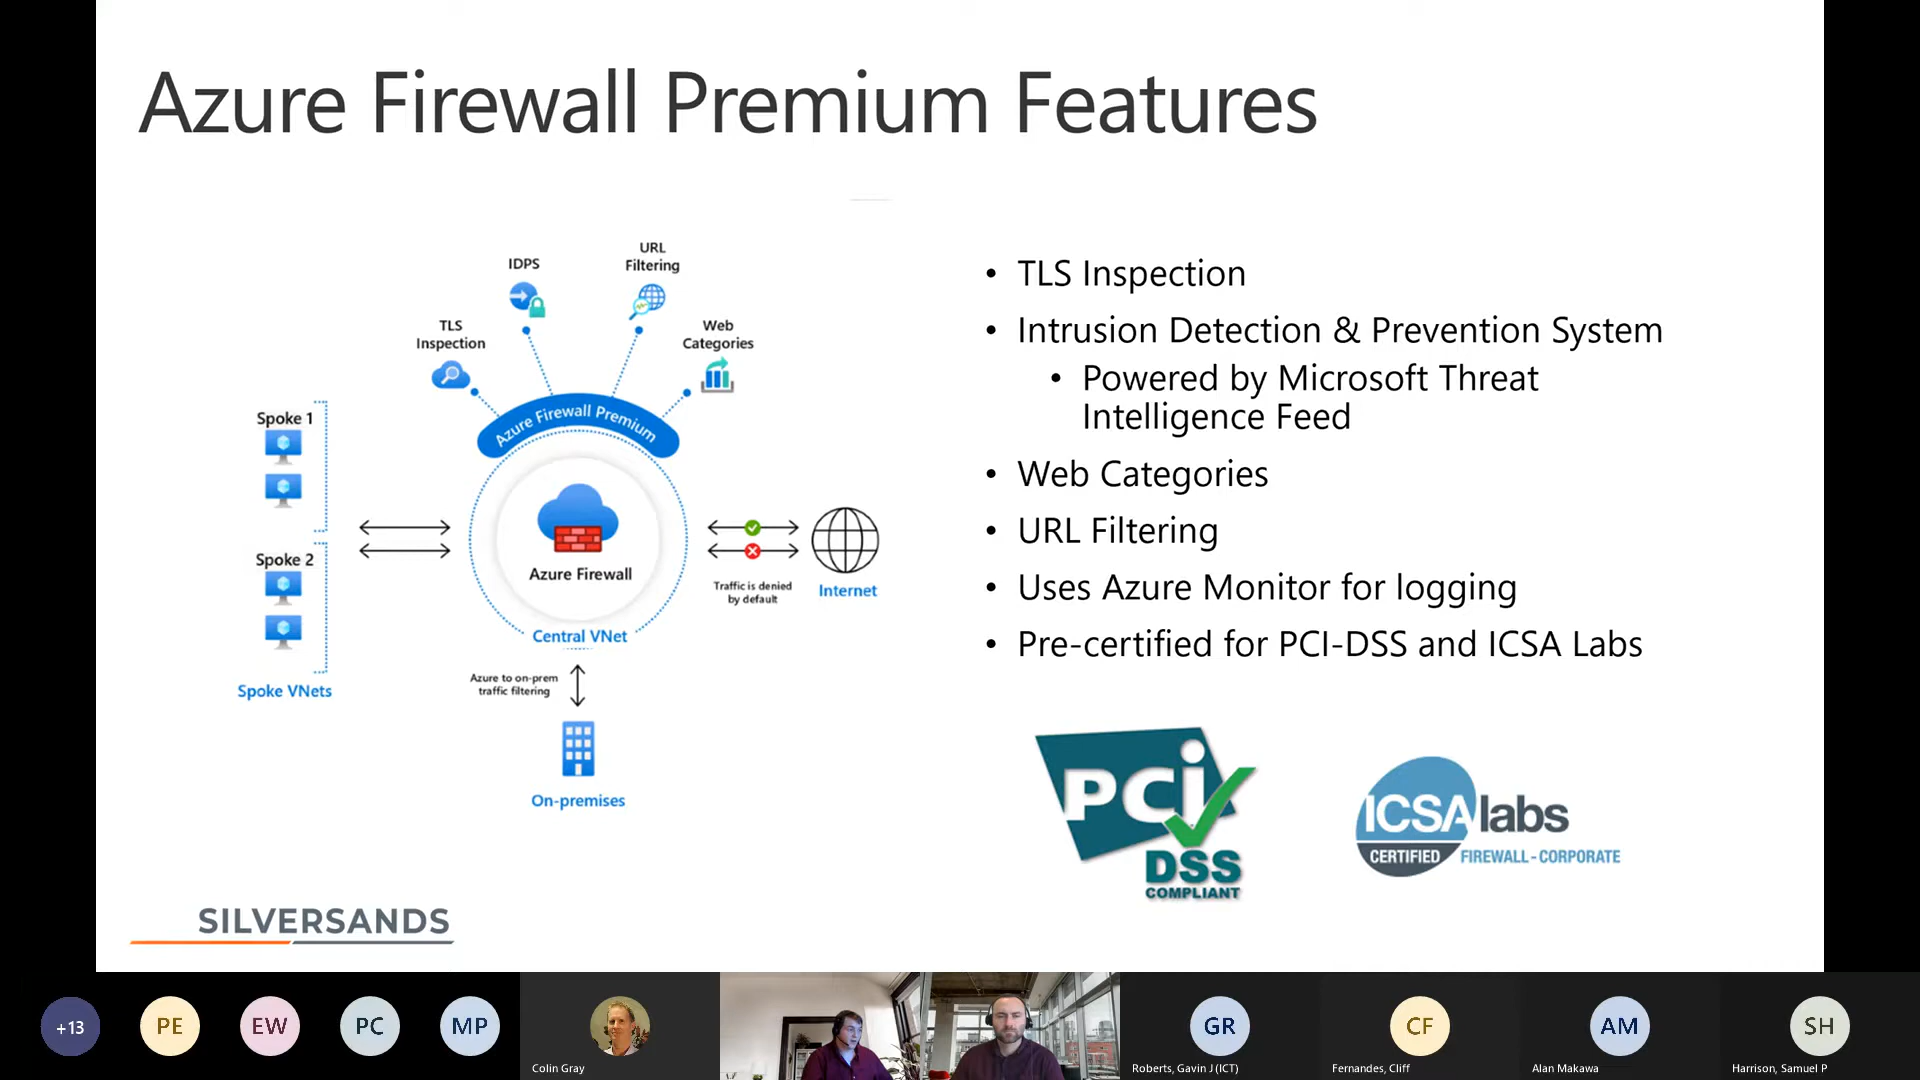 Azure Firewall Premium Features
IDPS
URL
Filtering
TLS
Inspection
Web
Categories
Azure Firewall Premium
Spoke 1
Spoke 2
Spoke VNets
Azure Firewall
Central VNet
Traffic is denied
by default
Internet
Azure to on-prem
traffic filtering
On-premises
• TLS Inspection
• Intrusion Detection & Prevention System
• Powered by Microsoft Threat
Intelligence Feed
• Web Categories
• URL Filtering
• Uses Azure Monitor for logging
• Pre-certified for PCI-DSS and ICSA Labs
PCi
DSS
COMPLIANT
ICSAlabs
CERTIFIED FIREWALL-CORPORATE
SILVERSANDS
+13
PE
EW
PC
MP
Colin Gray
GR
Roberts, Gavin J (ICT)
CF
Fernandes, Cliff
AM
Alan Makawa
SH
Harrison, Samuel P